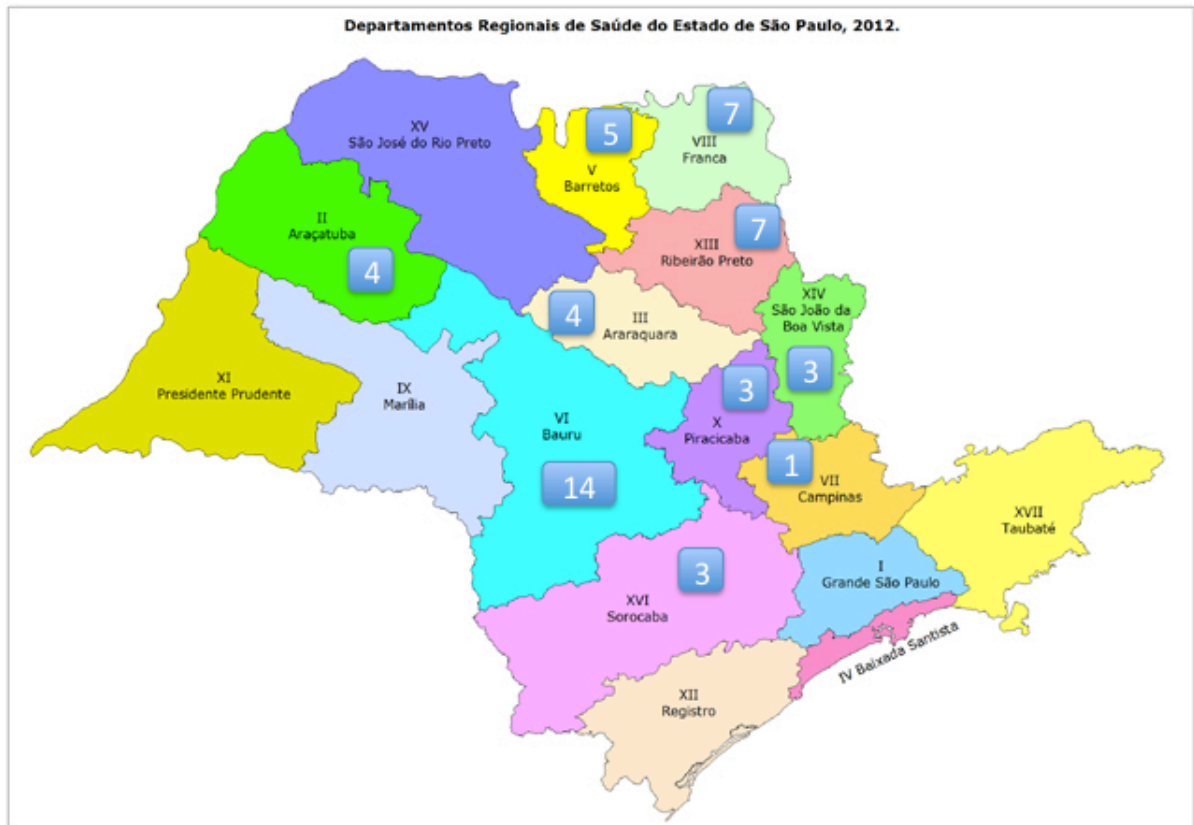 Departamentos Regionais de Saúde do Estado de São Paulo, 2012.
XV
São José do Rio Preto
5
V
Barretos
7
VIII
Franca
II
Araçatuba
4
7
XIII
Ribeirão Preto
4
III
Araraquara
XIV
São João da
Boa Vista
3
XI
Presidente Prudente
IX
Marília
VI
Bauru
14
3
X
Piracicaba
1
VII
Campinas
XVII
Taubaté
3
XVI
Sorocaba
I
Grande São Paulo
IV Baixada Santista
XII
Registro